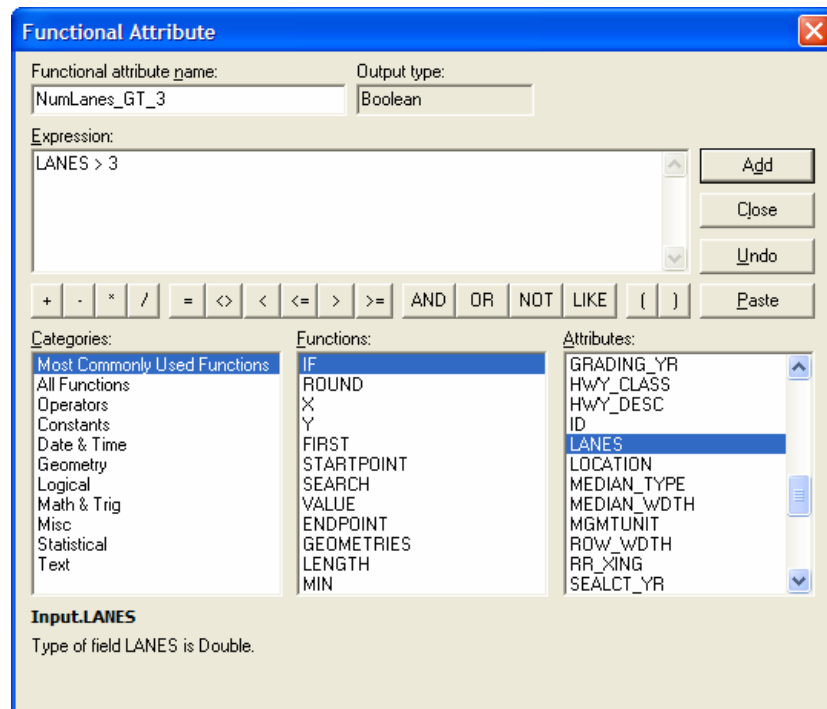 Functional Attribute
Functional attribute name: Output type:
NumLanes_GT_3 Boolean
Expression:
LANES > 3
Add
Close
Undo
+ - * / = <> < <= > >= AND OR NOT LIKE ( ) Paste
Categories: Functions: Attributes:
Most Commonly Used Functions IF GRADING_YR
All Functions ROUND HWY_CLASS
Operators X HWY_DESC
Constants Y ID
Date & Time FIRST LANES
Geometry STARTPOINT LOCATION
Logical SEARCH MEDIAN_TYPE
Math & Trig VALUE MEDIAN_WDTH
Misc ENDPOINT MGMTUNIT
Statistical GEOMETRIES ROW_WDTH
Text LENGTH RR_XING
MIN SEALCT_YR
Input.LANES
Type of field LANES is Double.